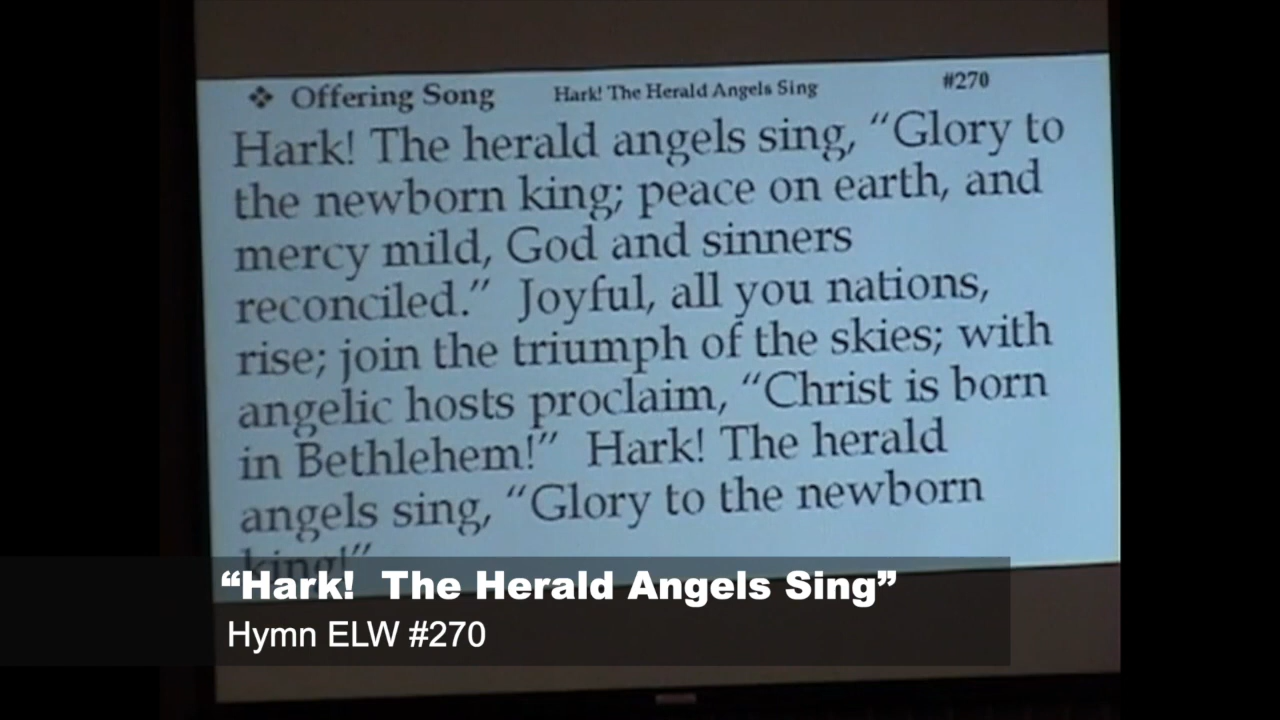 ❖ Offering Song Hark! The Herald Angels Sing #270
Hark! The herald angels sing, “Glory to
the newborn king; peace on earth, and
mercy mild, God and sinners
reconciled.” Joyful, all you nations,
rise; join the triumph of the skies; with
angelic hosts proclaim, “Christ is born
in Bethlehem!” Hark! The herald
angels sing, “Glory to the newborn
king!”
“Hark! The Herald Angels Sing”
Hymn ELW #270